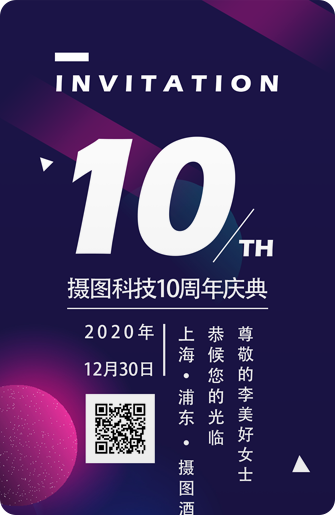 INVITATION
10/TH
摄图科技10周年庆典
2020年
12月30日
尊敬的李美好女士
恭候您的光临
上海·浦东·摄图酒